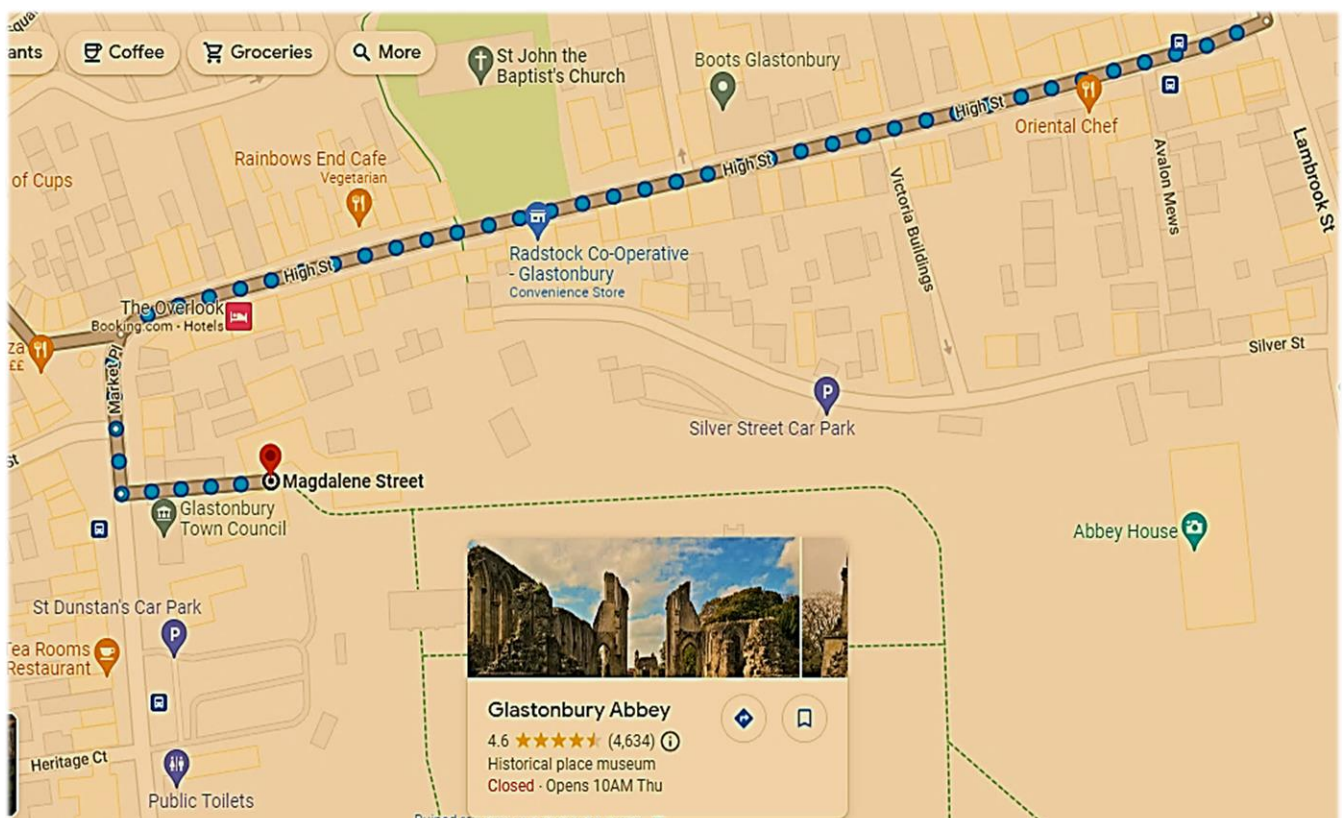 Squar
ants
Coffee
Groceries
More
St John the
Baptist's Church
Boots Glastonbury
High St
Oriental Chef
Lambrook St
Avalon Mews
Victoria Buildings
High St
Rainbows End Cafe
Vegetarian
of Cups
Radstock Co-Operative
- Glastonbury
Convenience Store
High St
The Overlook
Booking.com · Hotels
za
££
Market Pl
Silver St
P
Silver Street Car Park
St
Magdalene Street
Glastonbury
Town Council
Abbey House
St Dunstan's Car Park
P
Tea Rooms
Restaurant
Glastonbury Abbey
4.6 (4,634)
Historical place museum
Closed · Opens 10AM Thu
Heritage Ct
Public Toilets